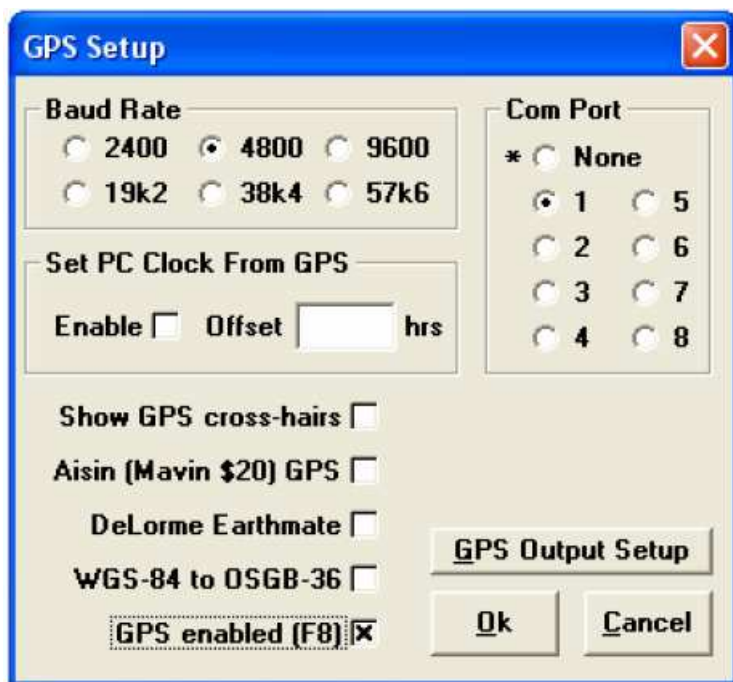 GPS Setup
Baud Rate
2400 4800 9600
19k2 38k4 57k6
Com Port
* None
1 5
2 6
3 7
4 8
Set PC Clock From GPS
Enable Offset hrs
Show GPS cross-hairs
Aisin (Mavin $20) GPS
DeLorme Earthmate
WGS-84 to OSGB-36
GPS enabled (F8)
GPS Output Setup
Ok Cancel